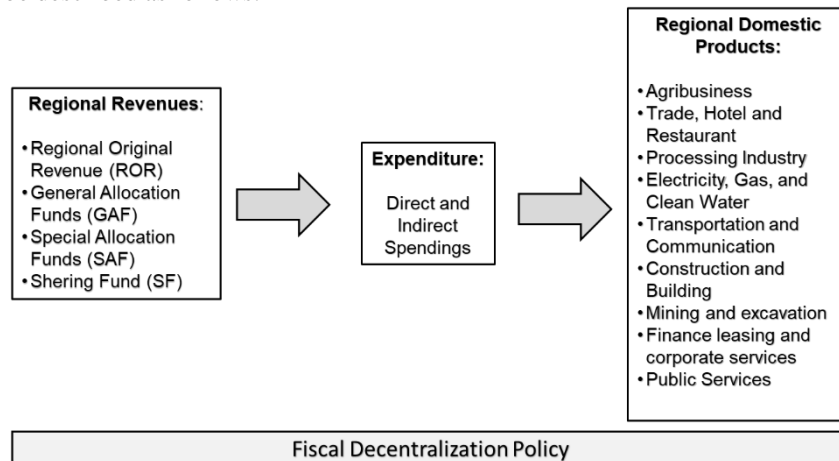 Regional Revenues:
•Regional Original
Revenue (ROR)
•General Allocation
Funds (GAF)
•Special Allocation
Funds (SAF)
•Shering Fund (SF)
Expenditure:
Direct and
Indirect
Spendings
Regional Domestic
Products:
•Agribusiness
•Trade, Hotel and
Restaurant
•Processing Industry
•Electricity, Gas, and
Clean Water
•Transportation and
Communication
•Construction and
Building
•Mining and excavation
•Finance leasing and
corporate services
•Public Services
Fiscal Decentralization Policy